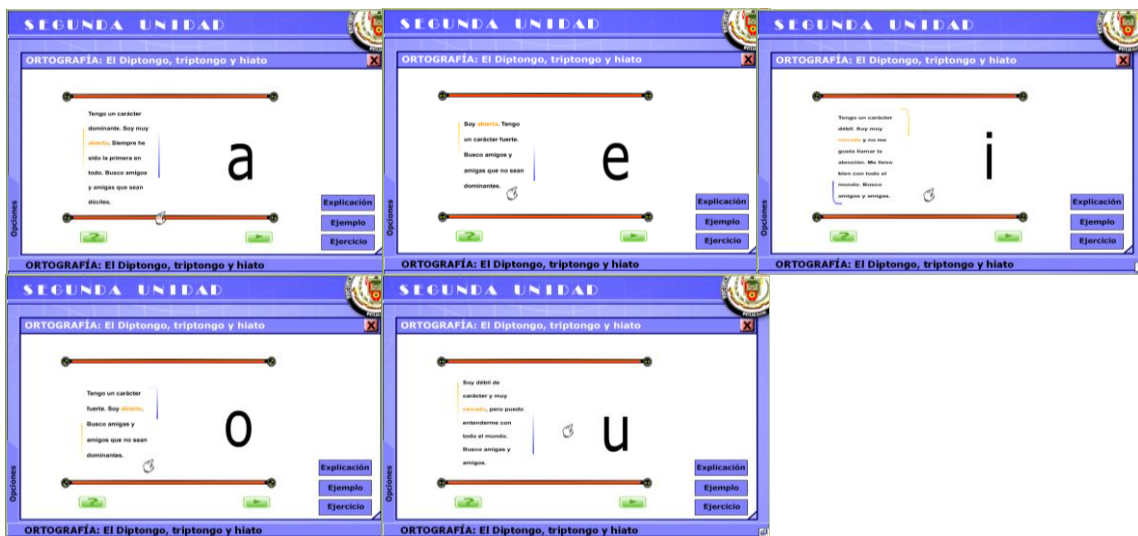 SEGUNDA UNIDAD
ORTOGRAFÍA: El Diptongo, triptongo y hiato
X
Tengo un carácter
dominante. Soy muy
abierta. Siempre he
sido la primera en
todo. Busco amigos
y amigas que sean
dóciles.
a
Opciones
Explicación
Ejemplo
Ejercicio
?
ORTOGRAFÍA: El Diptongo, triptongo y hiato
SEGUNDA UNIDAD
ORTOGRAFÍA: El Diptongo, triptongo y hiato
X
Soy abierta. Tengo
un carácter fuerte.
Busco amigos y
amigas que no sean
dominantes.
e
Opciones
Explicación
Ejemplo
Ejercicio
?
ORTOGRAFÍA: El Diptongo, triptongo y hiato
SEGUNDA UNIDAD
ORTOGRAFÍA: El Diptongo, triptongo y hiato
X
Tengo un carácter
débil. Soy muy
cerrada y no me
gusta llamar la
atención. Me llevo
bien con todo el
mundo. Busco
amigos y amigas.
i
Opciones
Explicación
Ejemplo
Ejercicio
?
ORTOGRAFÍA: El Diptongo, triptongo y hiato
SEGUNDA UNIDAD
ORTOGRAFÍA: El Diptongo, triptongo y hiato
X
Tengo un carácter
fuerte. Soy abierta.
Busco amigas y
amigos que no sean
dominantes.
o
Opciones
Explicación
Ejemplo
Ejercicio
?
ORTOGRAFÍA: El Diptongo, triptongo y hiato
SEGUNDA UNIDAD
ORTOGRAFÍA: El Diptongo, triptongo y hiato
X
Soy débil de
carácter y muy
cerrada, pero puedo
entenderme con
todo el mundo.
Busco amigas y
amigos.
u
Opciones
Explicación
Ejemplo
Ejercicio
?
ORTOGRAFÍA: El Diptongo, triptongo y hiato